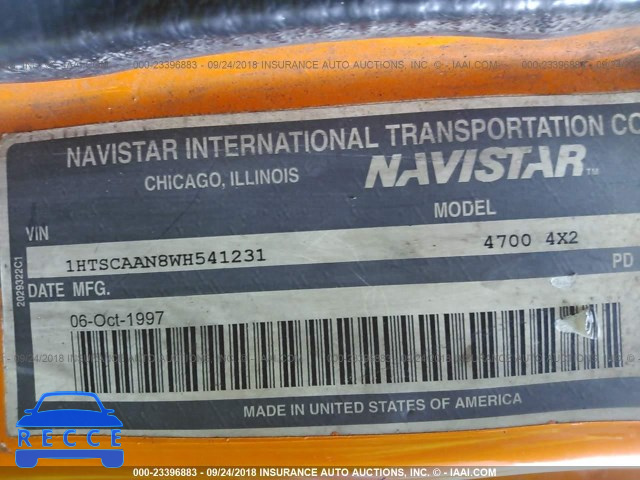 000-23396883 - 09/24/2018 INSURANCE AUTO AUCTIONS, INC. © - IAAI.COM
NAVISTAR INTERNATIONAL TRANSPORTATION CO
CHICAGO, ILLINOIS
NAVISTAR™
MODEL
VIN
1HTSCAAN8WH541231
4700 4X2
PD
DATE MFG.
2029322C1
06-Oct-1997
MADE IN UNITED STATES OF AMERICA
RECCE
000-23396883 - 09/24/2018 INSURANCE AUTO AUCTIONS, INC. © - IAAI.COM